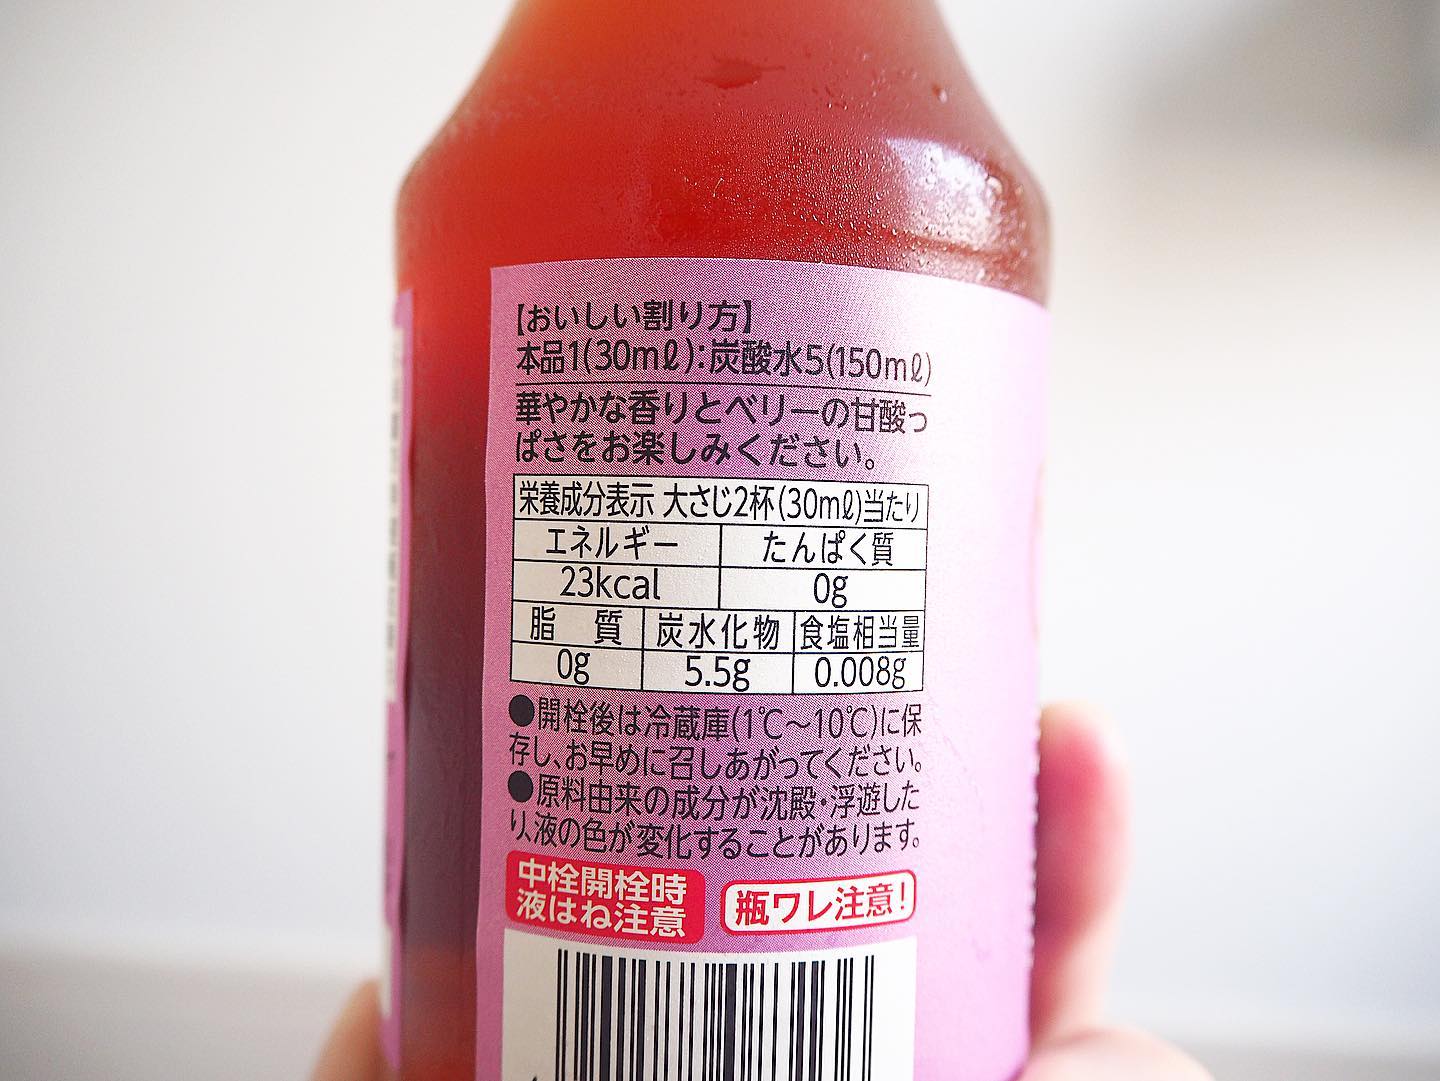 【おいしい割り方】
本品1(30mℓ):炭酸水5(150mℓ)
華やかな香りとベリーの甘酸っ
ぱさをお楽しみください。
栄養成分表示 大さじ2杯(30mℓ)当たり
エネルギー たんぱく質
23kcal 0g
脂 質 炭水化物 食塩相当量
0g 5.5g 0.008g
●開栓後は冷蔵庫(1℃〜10℃)に保
存し、お早めに召しあがってください。
●原料由来の成分が沈殿・浮遊した
り、液の色が変化することがあります。
中栓開栓時
液はね注意
瓶ワレ注意!